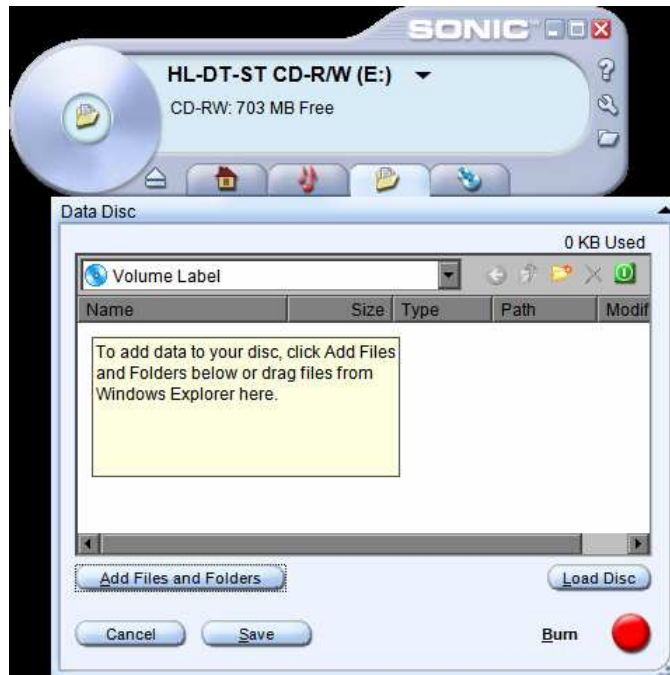 SONIC
HL-DT-ST CD-R/W (E:)
CD-RW: 703 MB Free
Data Disc
0 KB Used
Volume Label
Name Size Type Path Modif
To add data to your disc, click Add Files
and Folders below or drag files from
Windows Explorer here.
Add Files and Folders Load Disc
Cancel Save Burn